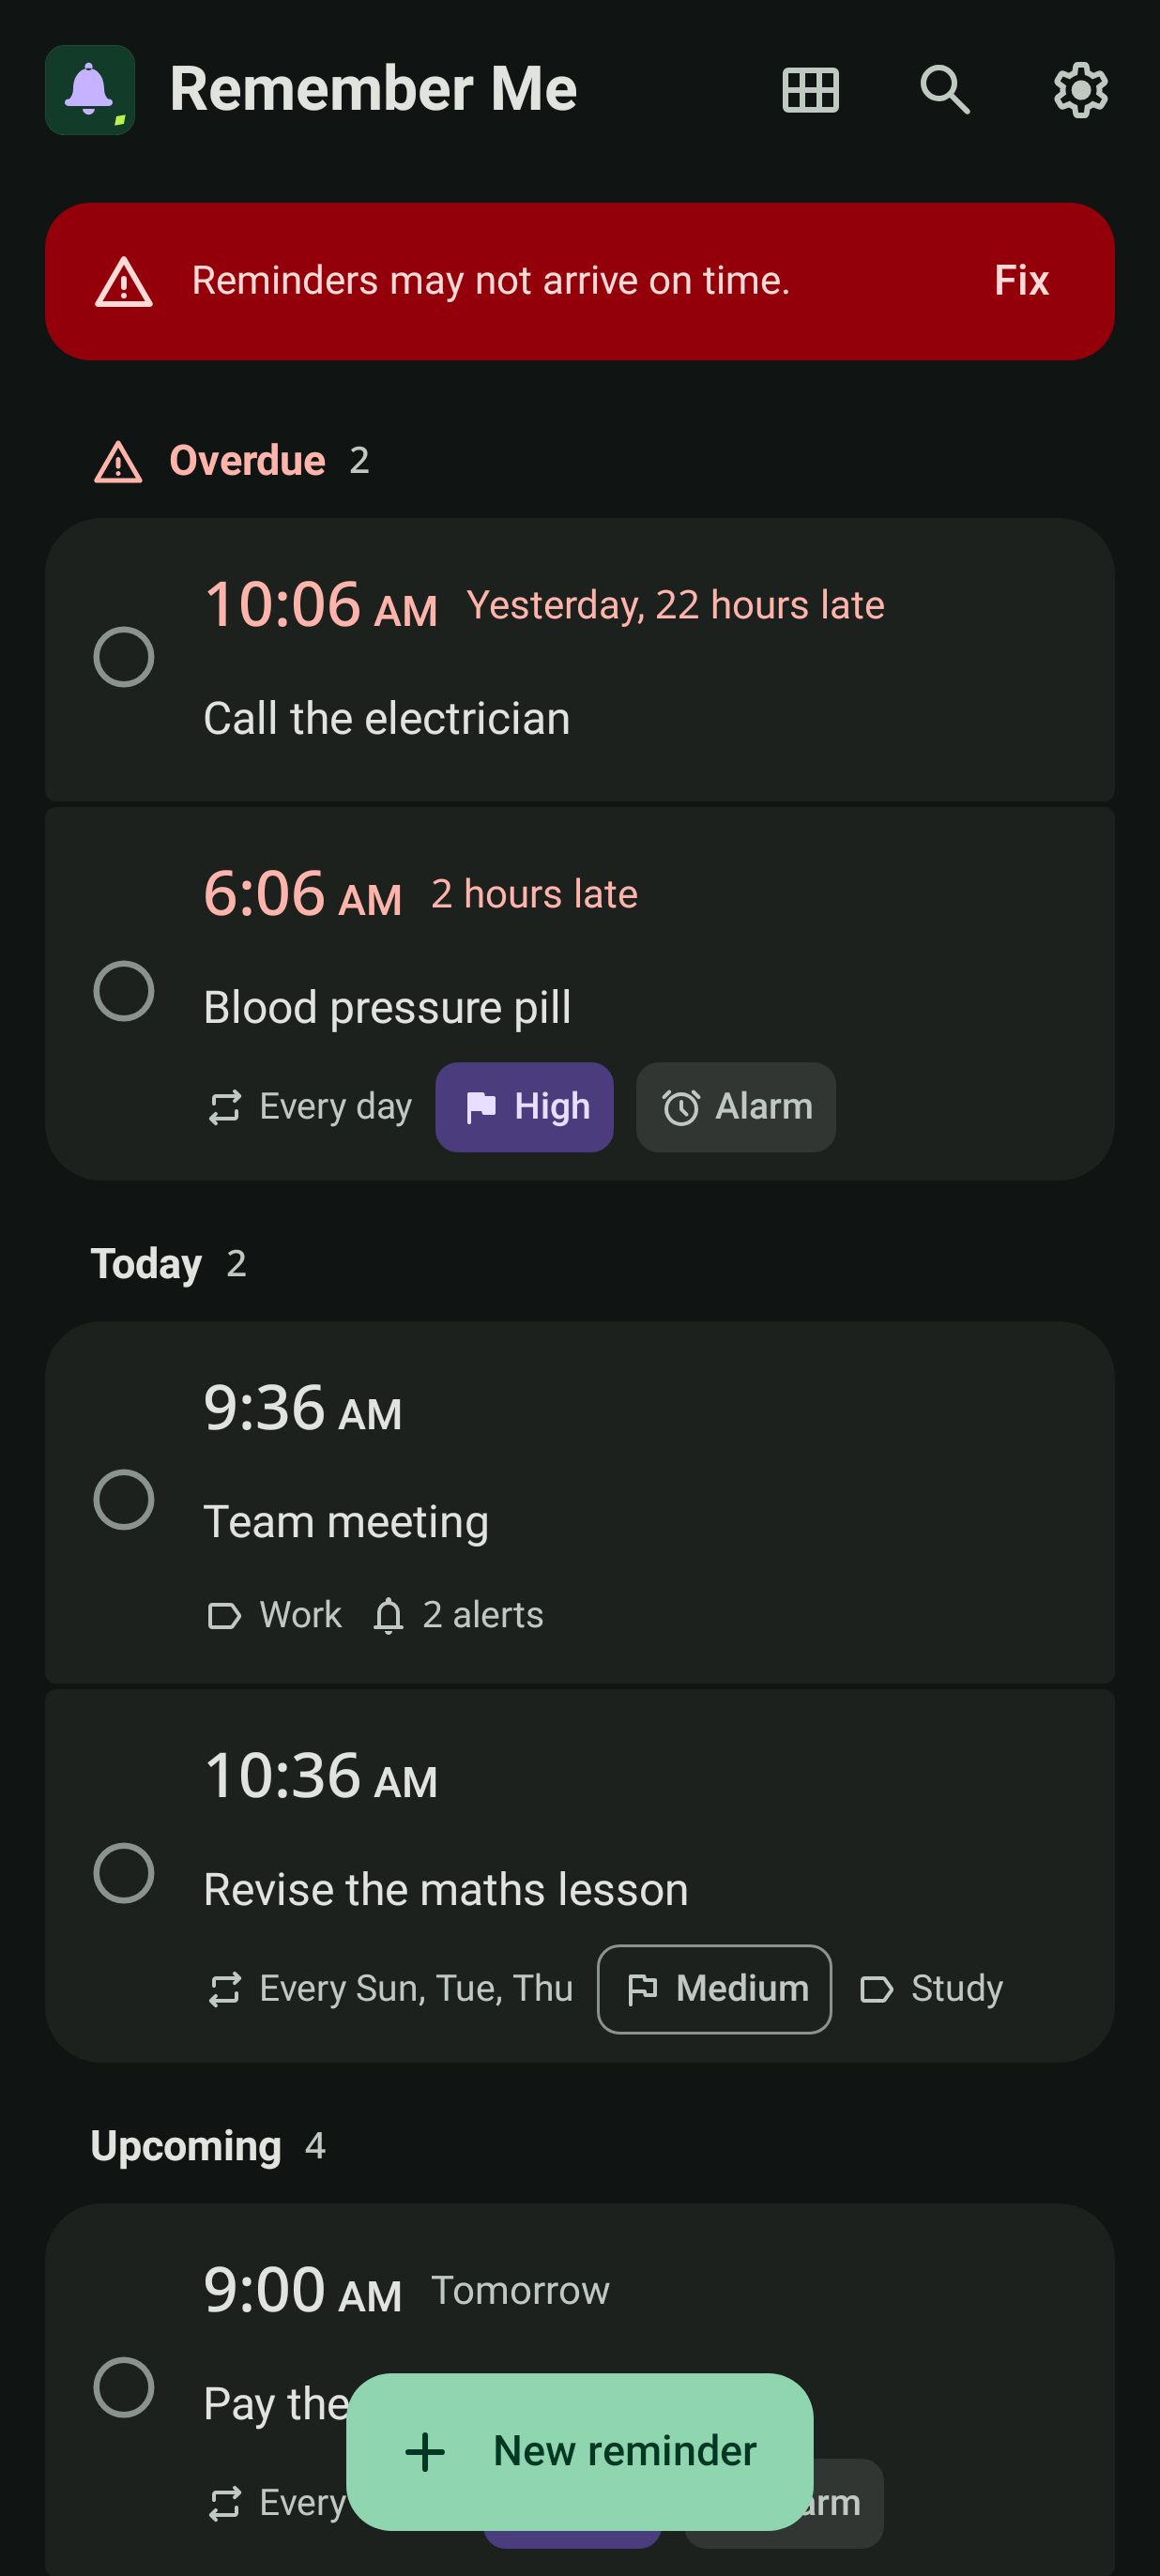 Remember Me
Reminders may not arrive on time. Fix
Overdue 2
10:06 AM Yesterday, 22 hours late
Call the electrician
6:06 AM 2 hours late
Blood pressure pill
Every day High Alarm
Today 2
9:36 AM
Team meeting
Work 2 alerts
10:36 AM
Revise the maths lesson
Every Sun, Tue, Thu Medium Study
Upcoming 4
9:00 AM Tomorrow
Pay the
New reminder
Every